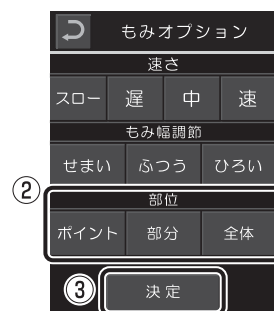 もみオプション
速さ
スロー 遅 中 速
もみ幅調節
せまい ふつう ひろい
② 部位
ポイント 部分 全体
③ 決定